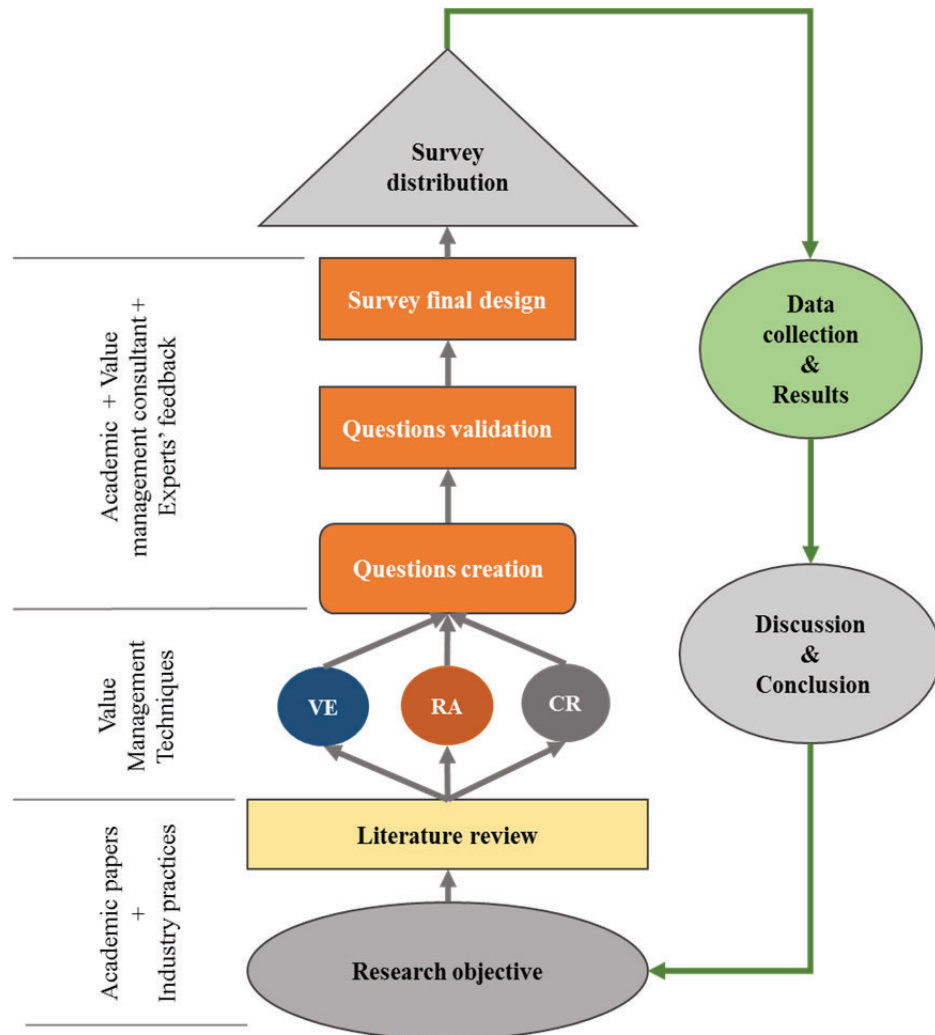 Survey
distribution
Survey final design
Questions validation
Questions creation
VE
RA
CR
Literature review
Research objective
Data
collection
&
Results
Discussion
&
Conclusion
Academic + Value
management consultant +
Experts' feedback
Value
Management
Techniques
Academic papers
+
Industry practices